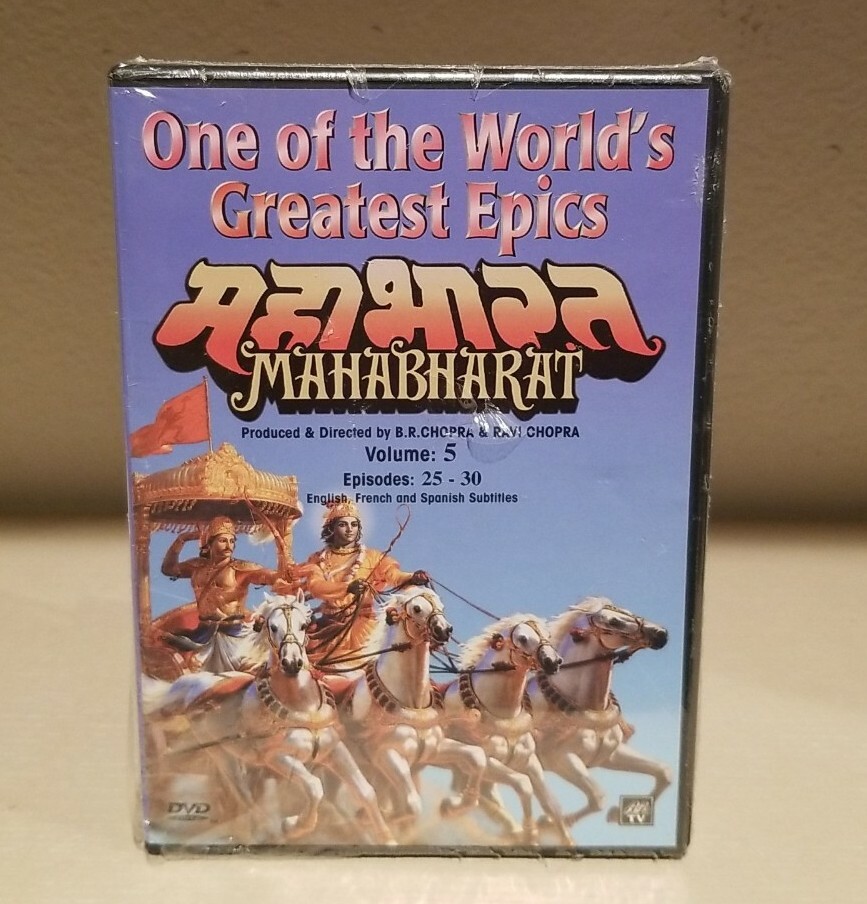 One of the World's
Greatest Epics
महाभारत
MAHABHARAT
Produced & Directed by B.R.CHOPRA & RAVI CHOPRA
Volume: 5
Episodes: 25 - 30
English, French and Spanish Subtitles
DVD
TV